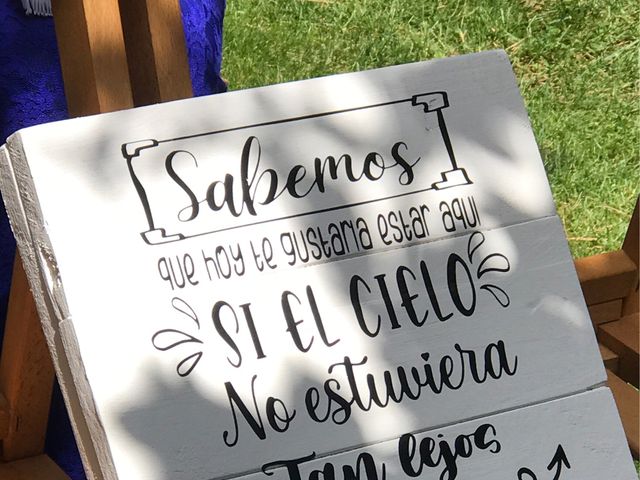 Sabemos
que hoy te gustaria estar aqui
SI EL CIELO
No estuviera
Tan lejos